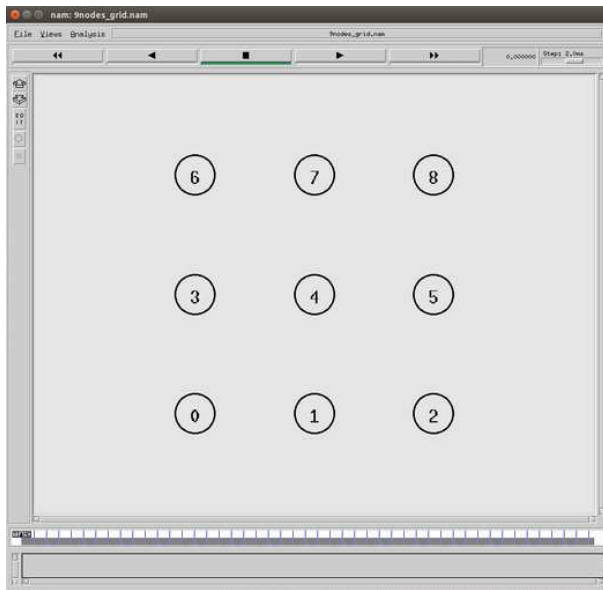 nam: 9nodes_grid.nam
File Views Analysis 9nodes_grid.nam
0.000000 Step: 2.0ms
6 7 8
3 4 5
0 1 2